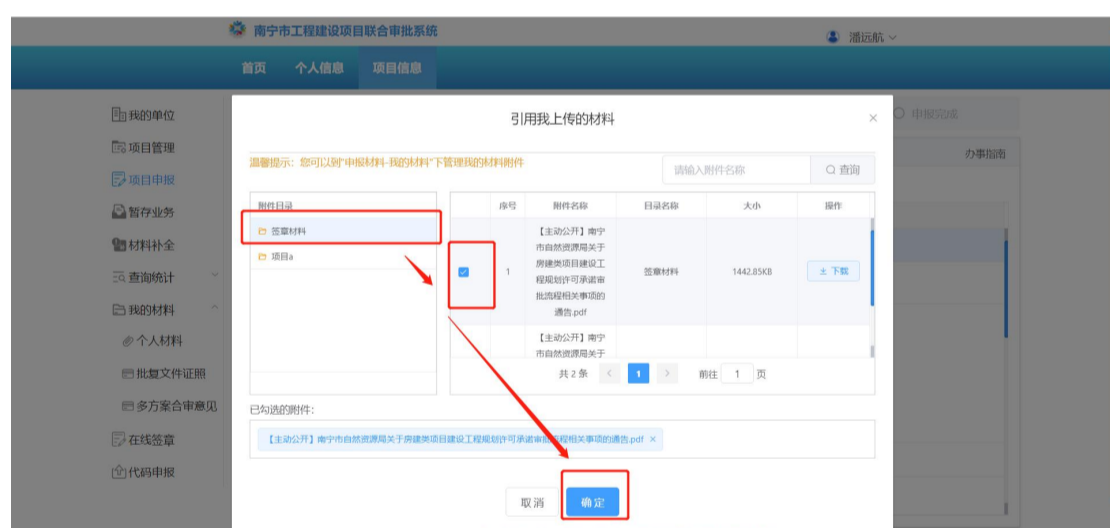 南宁市工程建设项目联合审批系统
潘远航
首页 个人信息 项目信息
我的单位
项目管理
项目申报
暂存业务
材料补全
查询统计
我的材料
个人材料
批复文件证照
多方案合审意见
在线签章
代码申报
申报完成
办事指南
引用我上传的材料
温馨提示：您可以到"申报材料-我的材料"下管理我的材料附件
请输入附件名称
查询
附件目录
签章材料
项目a
序号 附件名称 目录名称 大小 操作
1
【主动公开】南宁
市自然资源局关于
房建类项目建设工
程规划许可承诺审
批流程相关事项的
通告.pdf
签章材料
1442.85KB
下载
【主动公开】南宁
市自然资源局关于
共 2 条 < 1 > 前往 1 页
已勾选的附件：
【主动公开】南宁市自然资源局关于房建类项目建设工程规划许可承诺审批流程相关事项的通告.pdf ×
取消 确定